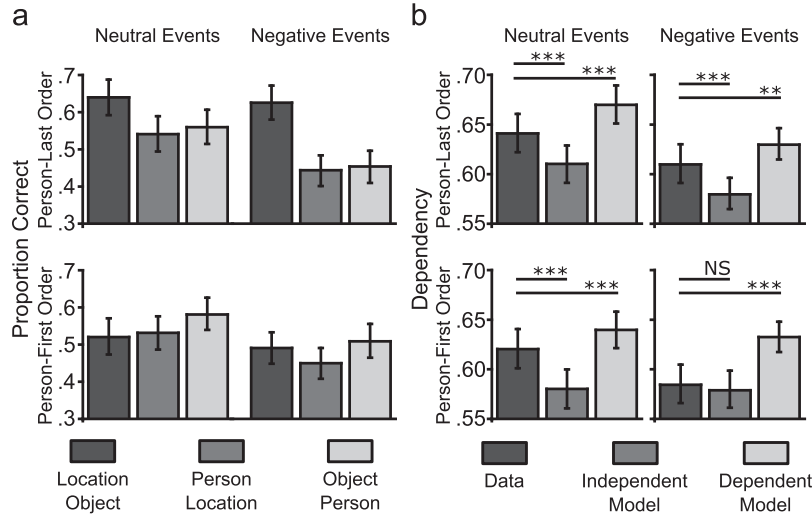 a
Neutral Events
Negative Events
Proportion Correct
Person-Last Order
.7
.6
.5
.4
.3
Person-First Order
.7
.6
.5
.4
.3
Location
Object
Person
Location
Object
Person
b
Neutral Events
Negative Events
Dependency
Person-Last Order
.70
.65
.60
.55
***
***
***
**
Person-First Order
.70
.65
.60
.55
***
***
NS
***
Data
Independent
Model
Dependent
Model